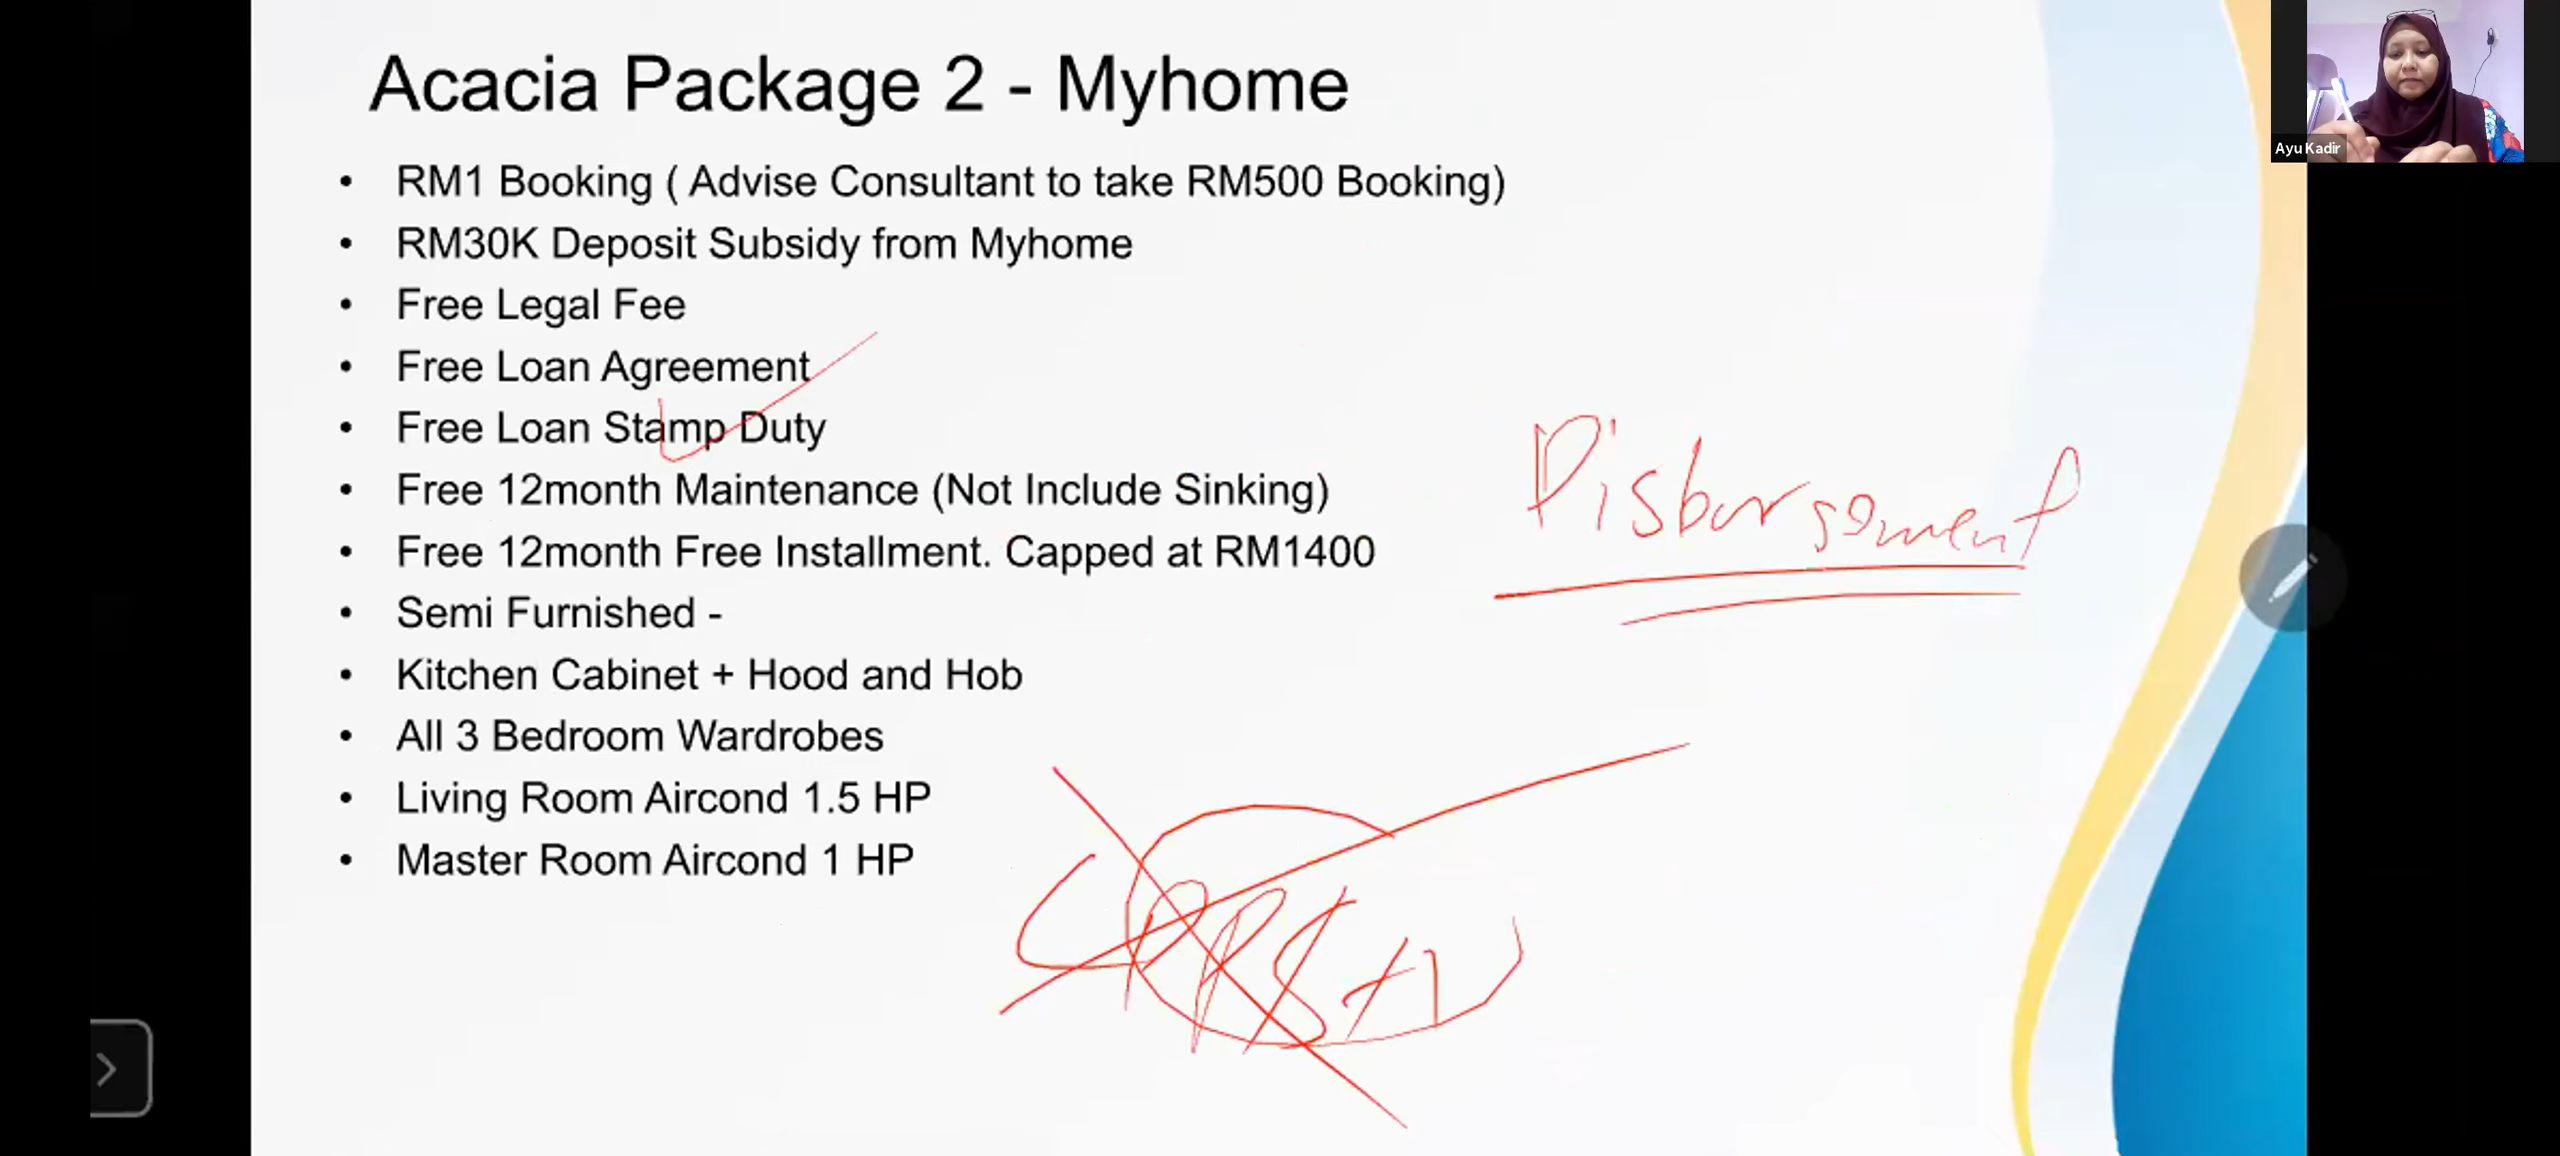 Acacia Package 2 - Myhome
Ayu Kadir
• RM1 Booking ( Advise Consultant to take RM500 Booking)
• RM30K Deposit Subsidy from Myhome
• Free Legal Fee
• Free Loan Agreement
• Free Loan Stamp Duty
• Free 12month Maintenance (Not Include Sinking)
Disbursement
• Free 12month Free Installment. Capped at RM1400
• Semi Furnished -
• Kitchen Cabinet + Hood and Hob
• All 3 Bedroom Wardrobes
• Living Room Aircond 1.5 HP
• Master Room Aircond 1 HP